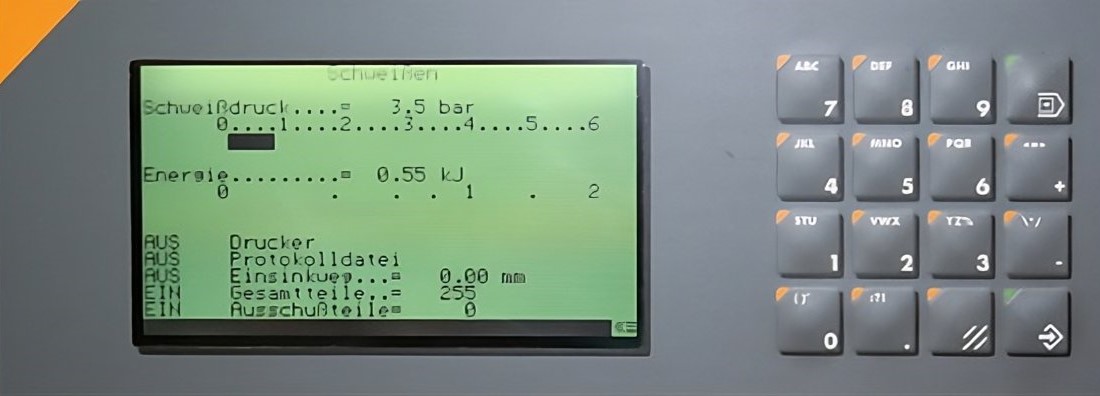 Schweißen
Schweißdruck....= 3.5 bar
0....1....2....3....4....5....6
Energie.........= 0.55 kJ
0 . . . 1 . 2
AUS Drucker
AUS Protokolldatei
AUS Einsinkweg...= 0.00 mm
EIN Gesamtteile..= 255
EIN Ausschußteile= 0
ABC 7
DEF 8
GHI 9
JKL 4
MNO 5
PQR 6
+
STU 1
VWX 2
YZ 3
-
0
.